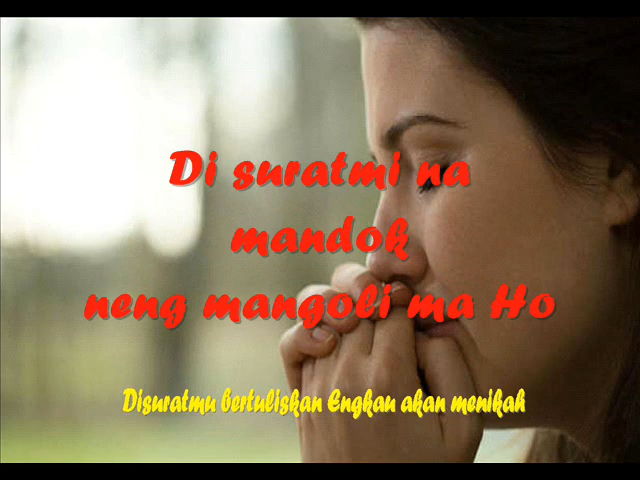 Di suratmi na
mandok
neng mangoli ma Ho
Disuratmu bertuliskan Engkau akan menikah